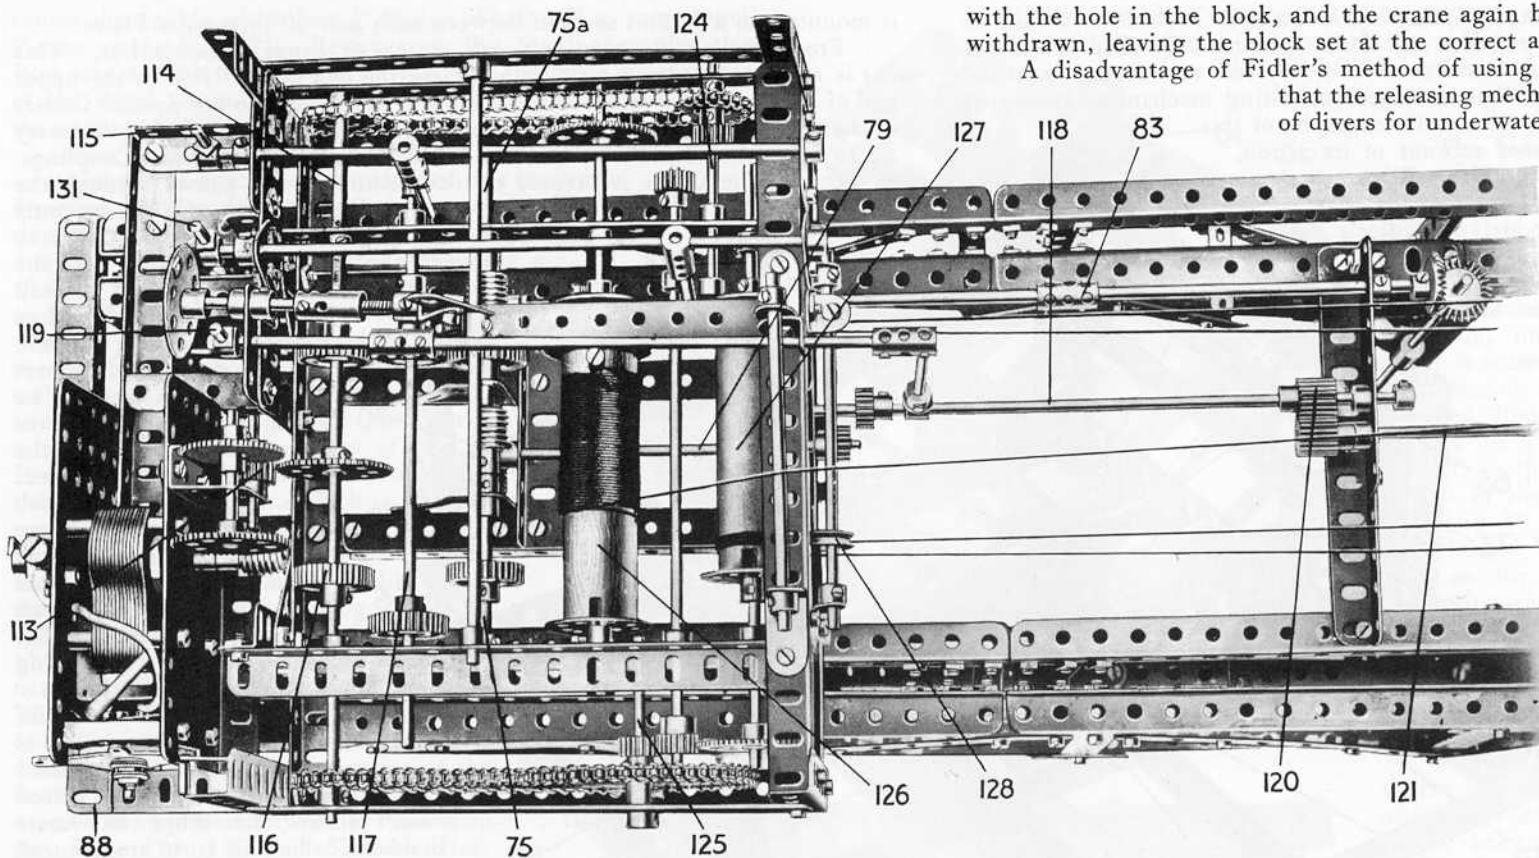 with the hole in the block, and the crane again
withdrawn, leaving the block set at the correct
A disadvantage of Fidler's method of using
that the releasing
of divers for
75a 124
114
115
131
79 127 118 83
119
113
126 128 120 121
88 116 117 75 125